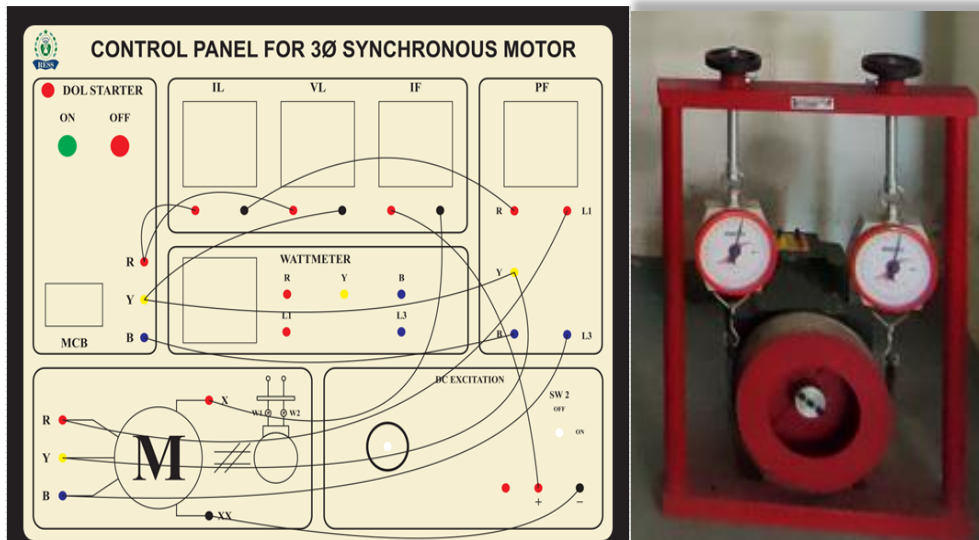 RESS
CONTROL PANEL FOR 3Ø SYNCHRONOUS MOTOR
DOL STARTER
ON OFF
IL VL IF PF
R L1
R
Y
B
MCB
WATTMETER
R Y B
L1 L3
Y
B L3
R
Y
B
M
X
XX
W1 W2
DC EXCITATION
SW 2
OFF
ON
+ −